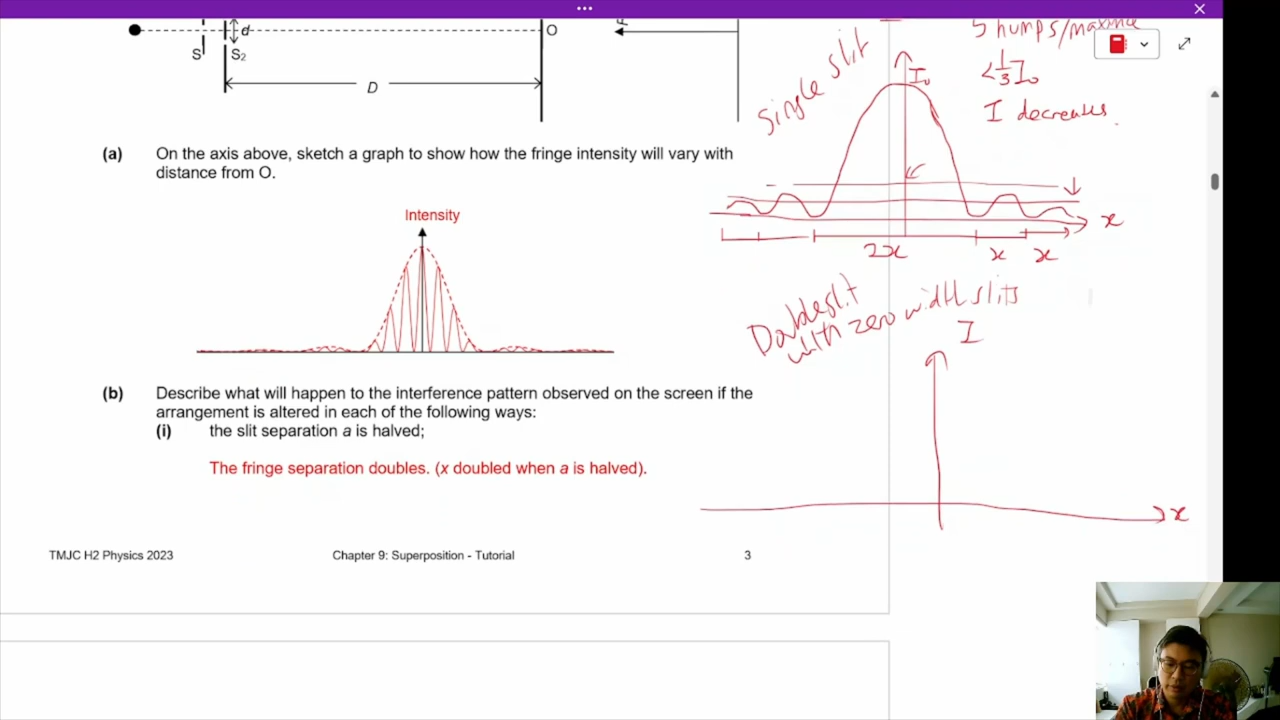 d
O
S
S₂
D
(a) On the axis above, sketch a graph to show how the fringe intensity will vary with
distance from O.
Intensity
(b) Describe what will happen to the interference pattern observed on the screen if the
arrangement is altered in each of the following ways:
(i) the slit separation a is halved;
The fringe separation doubles. (x doubled when a is halved).
TMJC H2 Physics 2023
Chapter 9: Superposition - Tutorial
3
5 humps/maxima
<1/3 I₀
I decreases.
Single slit
I₀
x
2x
x
x
Double slit
with zero width slits
I
x